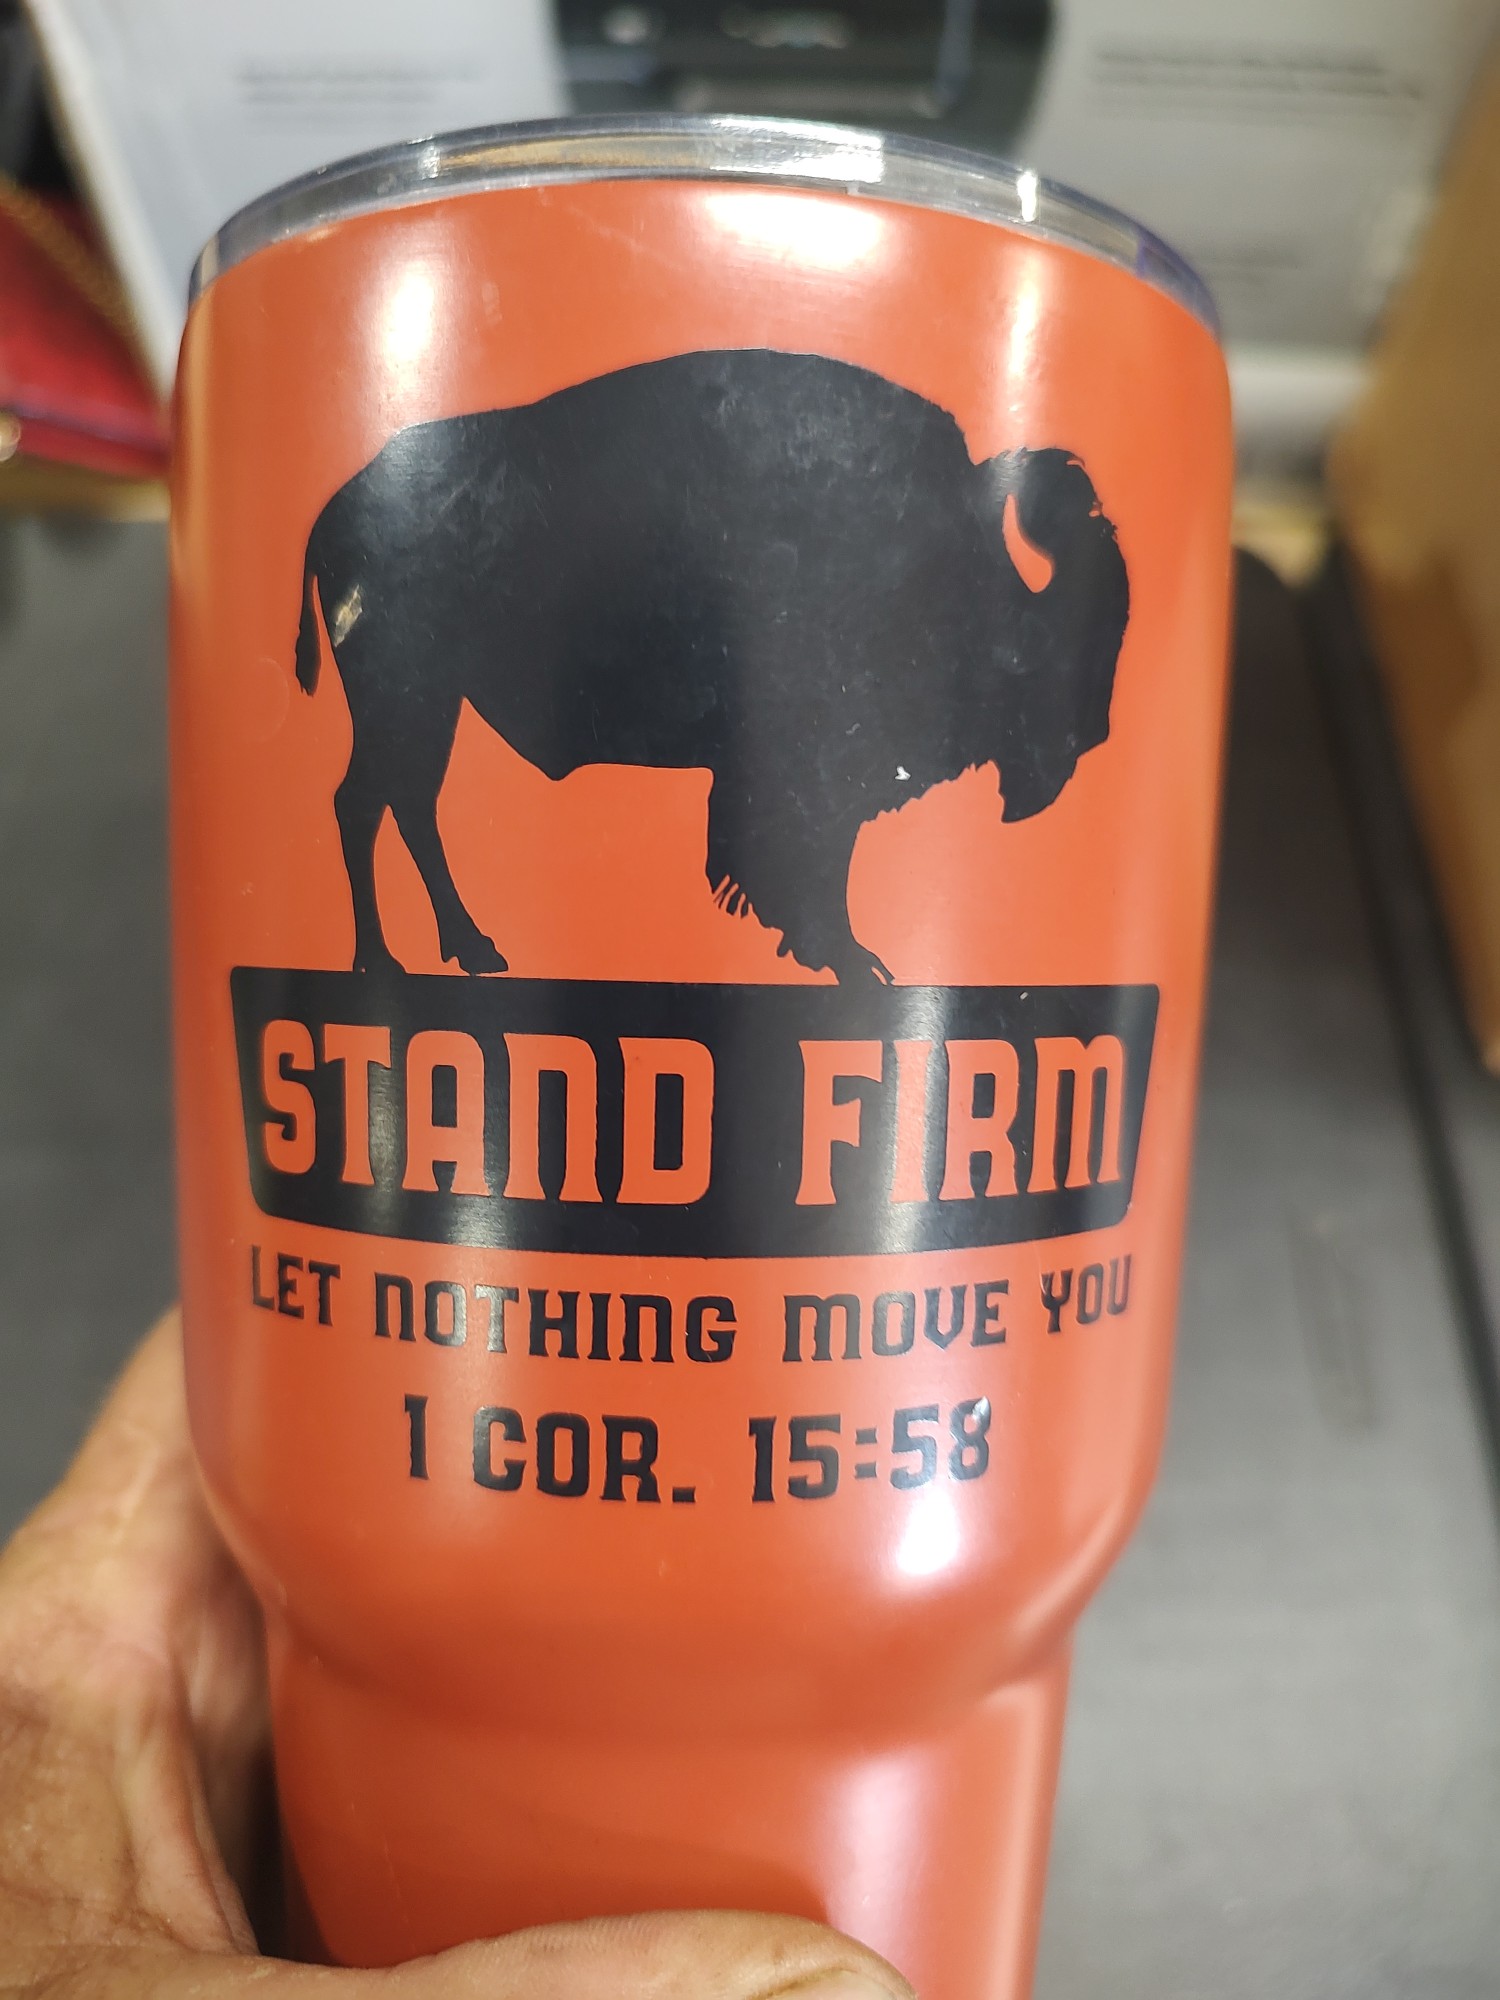 STAND FIRM
LET NOTHING MOVE YOU
1 COR. 15:58